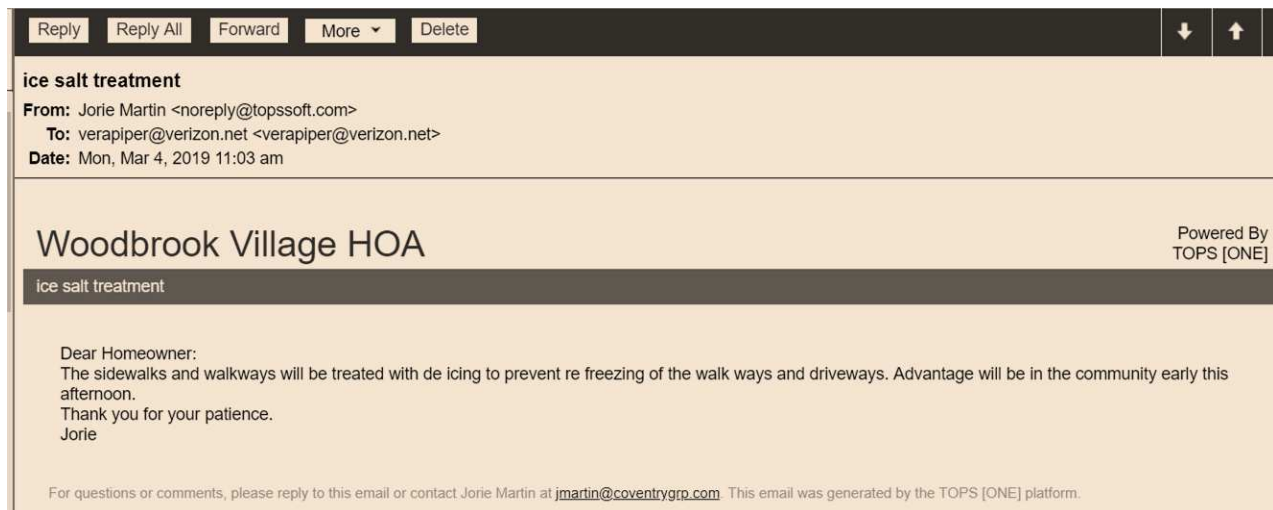 Reply Reply All Forward More Delete
ice salt treatment
From: Jorie Martin <noreply@topssoft.com>
To: verapiper@verizon.net <verapiper@verizon.net>
Date: Mon, Mar 4, 2019 11:03 am
Woodbrook Village HOA
Powered By
TOPS [ONE]
ice salt treatment
Dear Homeowner:
The sidewalks and walkways will be treated with de icing to prevent re freezing of the walk ways and driveways. Advantage will be in the community early this
afternoon.
Thank you for your patience.
Jorie
For questions or comments, please reply to this email or contact Jorie Martin at jmartin@coventrygrp.com. This email was generated by the TOPS [ONE] platform.